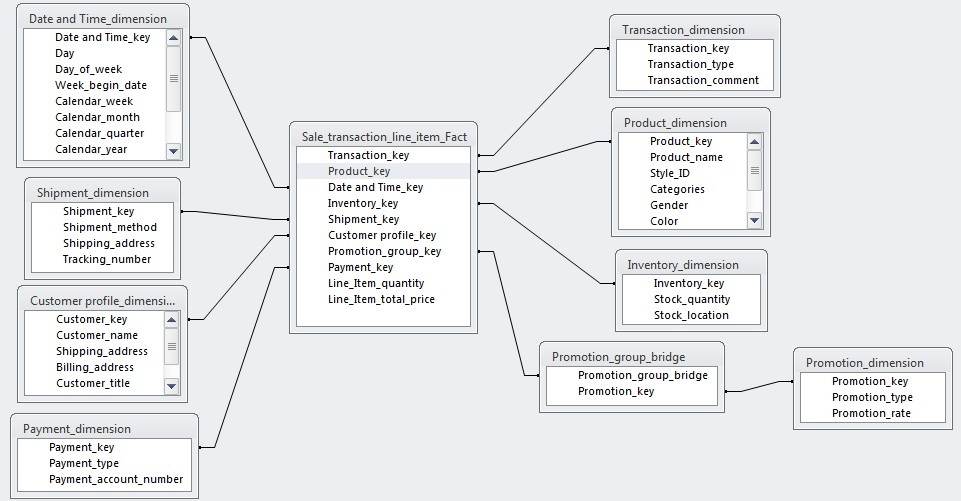 Date and Time_dimension
Date and Time_key
Day
Day_of_week
Week_begin_date
Calendar_week
Calendar_month
Calendar_quarter
Calendar_year
Shipment_dimension
Shipment_key
Shipment_method
Shipping_address
Tracking_number
Customer profile_dimensi...
Customer_key
Customer_name
Shipping_address
Billing_address
Customer_title
Payment_dimension
Payment_key
Payment_type
Payment_account_number
Sale_transaction_line_item_Fact
Transaction_key
Product_key
Date and Time_key
Inventory_key
Shipment_key
Customer profile_key
Promotion_group_key
Payment_key
Line_Item_quantity
Line_Item_total_price
Transaction_dimension
Transaction_key
Transaction_type
Transaction_comment
Product_dimension
Product_key
Product_name
Style_ID
Categories
Gender
Color
Inventory_dimension
Inventory_key
Stock_quantity
Stock_location
Promotion_group_bridge
Promotion_group_bridge
Promotion_key
Promotion_dimension
Promotion_key
Promotion_type
Promotion_rate